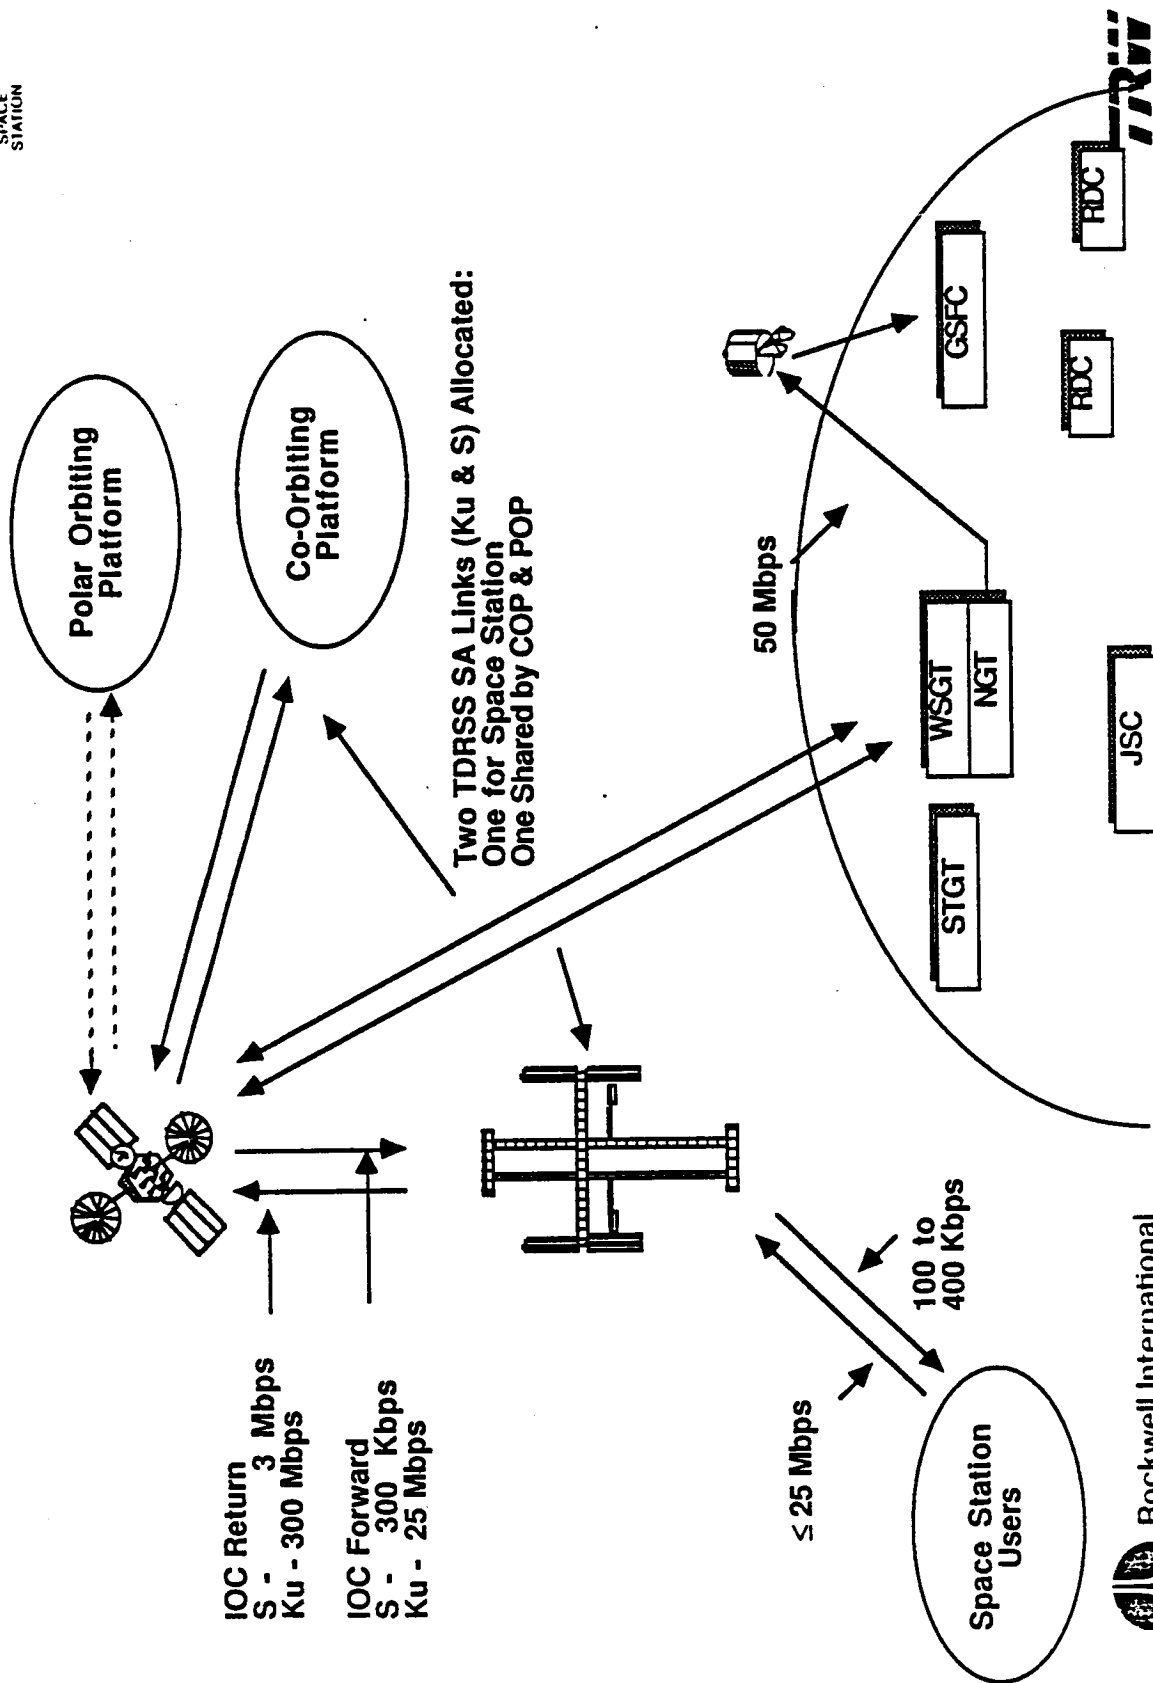 SPACE
STATION
Polar Orbiting
Platform
Co-Orbiting
Platform
IOC Return
S - 3 Mbps
Ku - 300 Mbps
IOC Forward
S - 300 Kbps
Ku - 25 Mbps
Two TDRSS SA Links (Ku & S) Allocated:
One for Space Station
One Shared by COP & POP
≤ 25 Mbps
100 to
400 Kbps
50 Mbps
Space Station
Users
STGT
WSGT
NGT
GSFC
JSC
RDC
RDC
Rockwell International
TRW